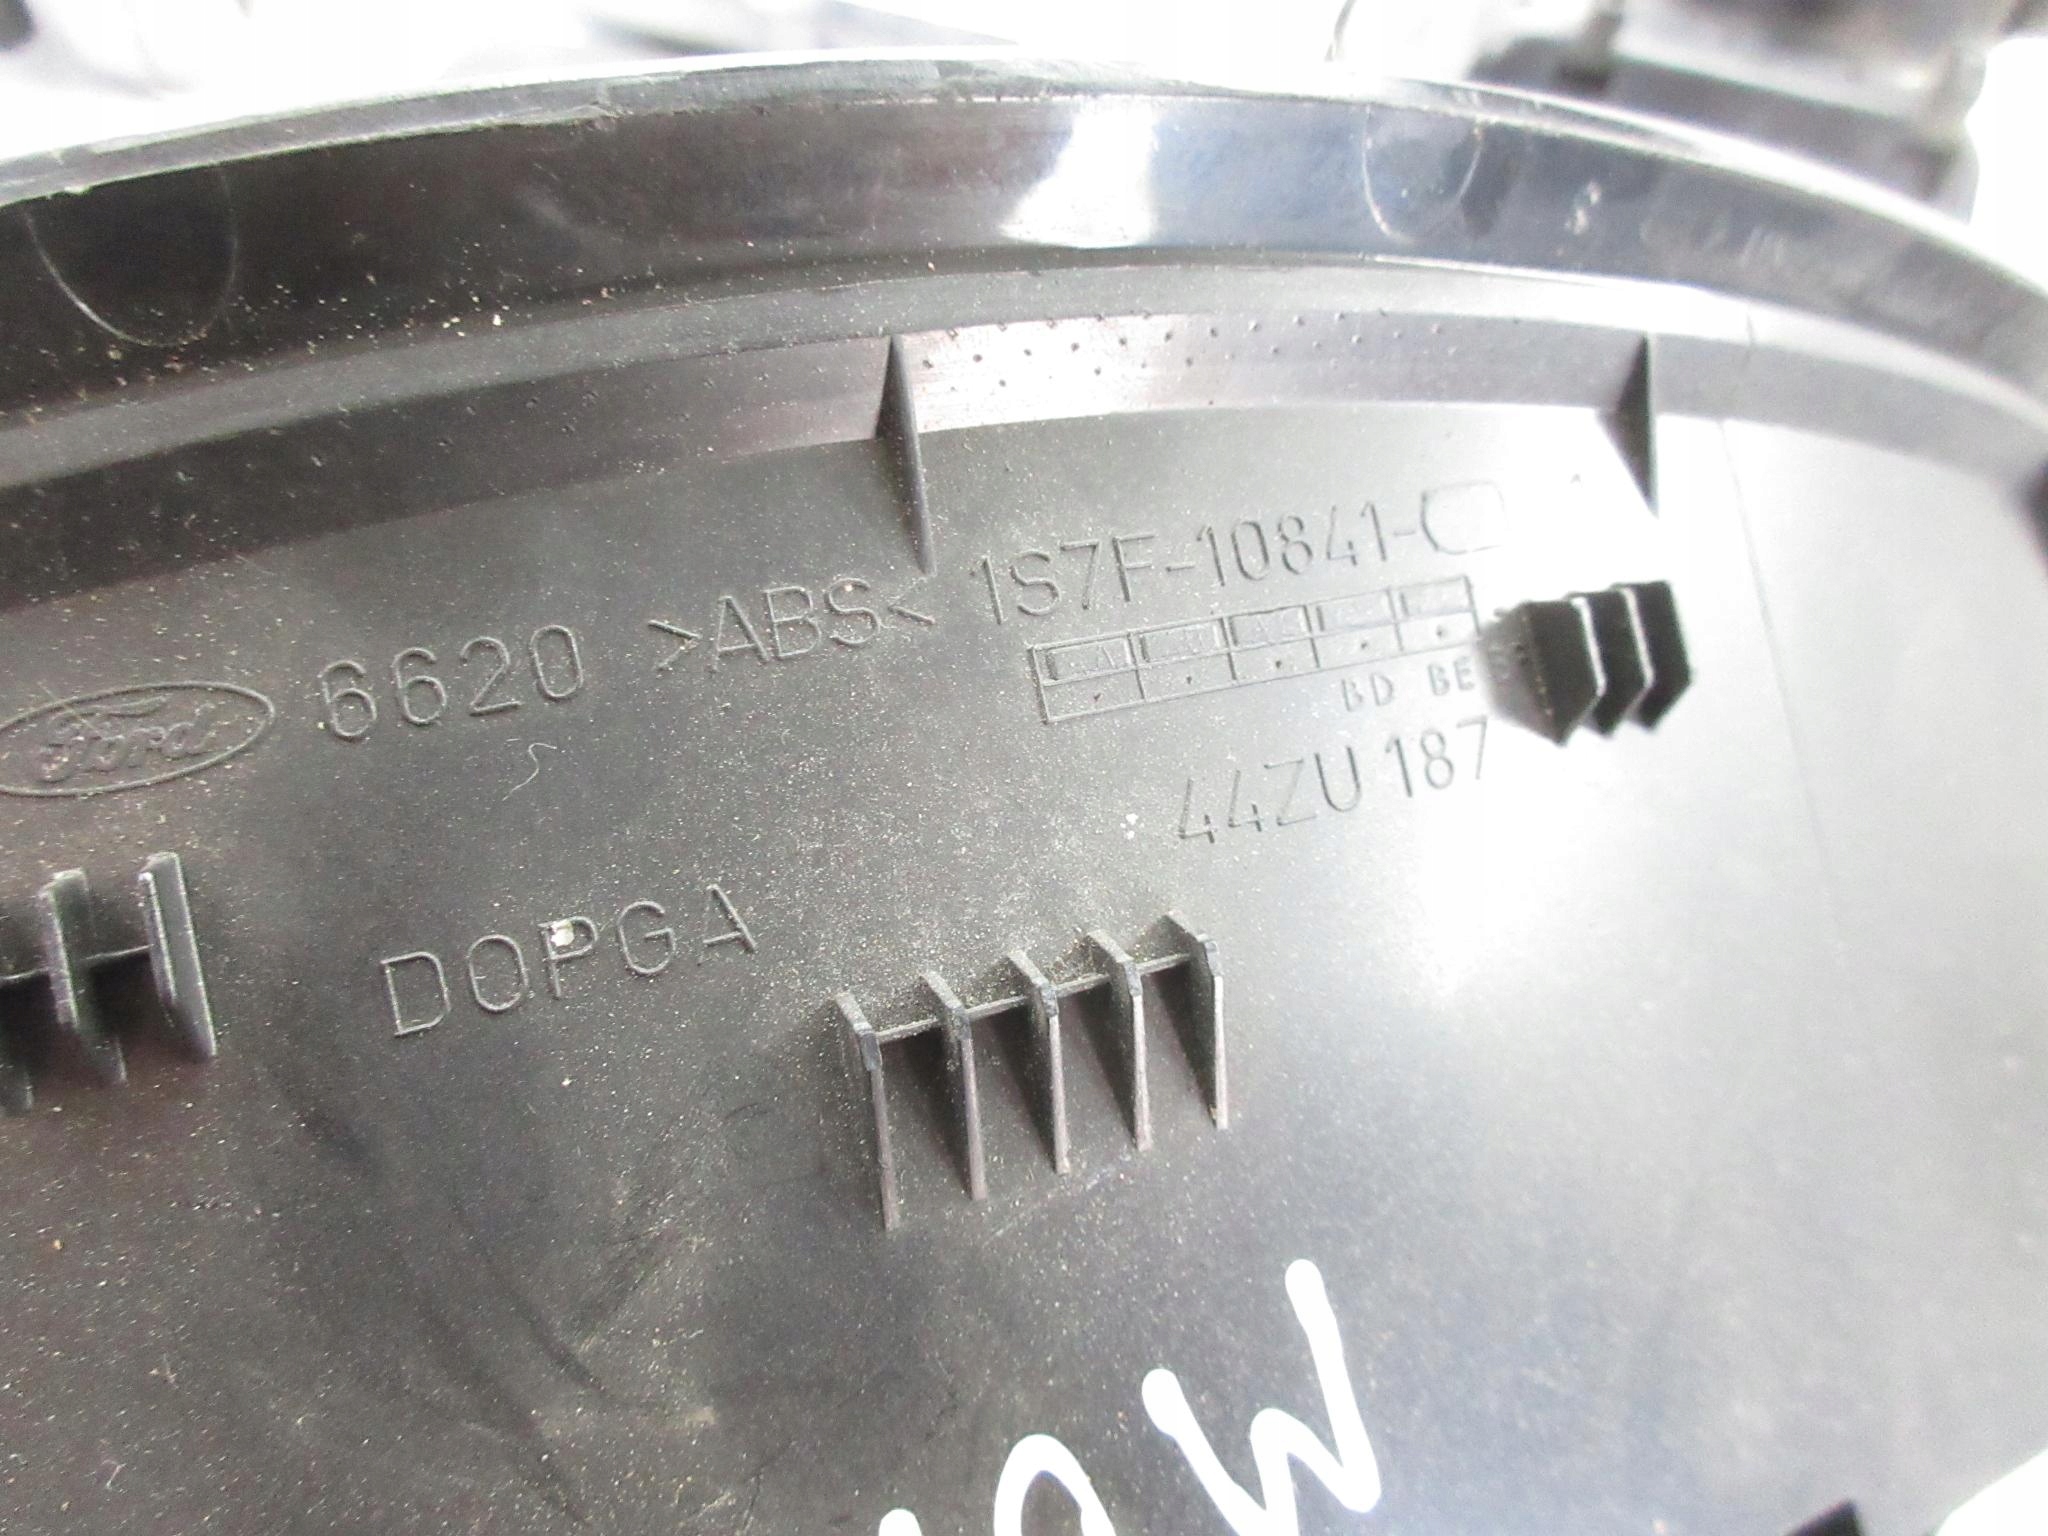 Ford 6620 >ABS< 1S7F-10841-
BD BE
44ZU 187
DOPGA